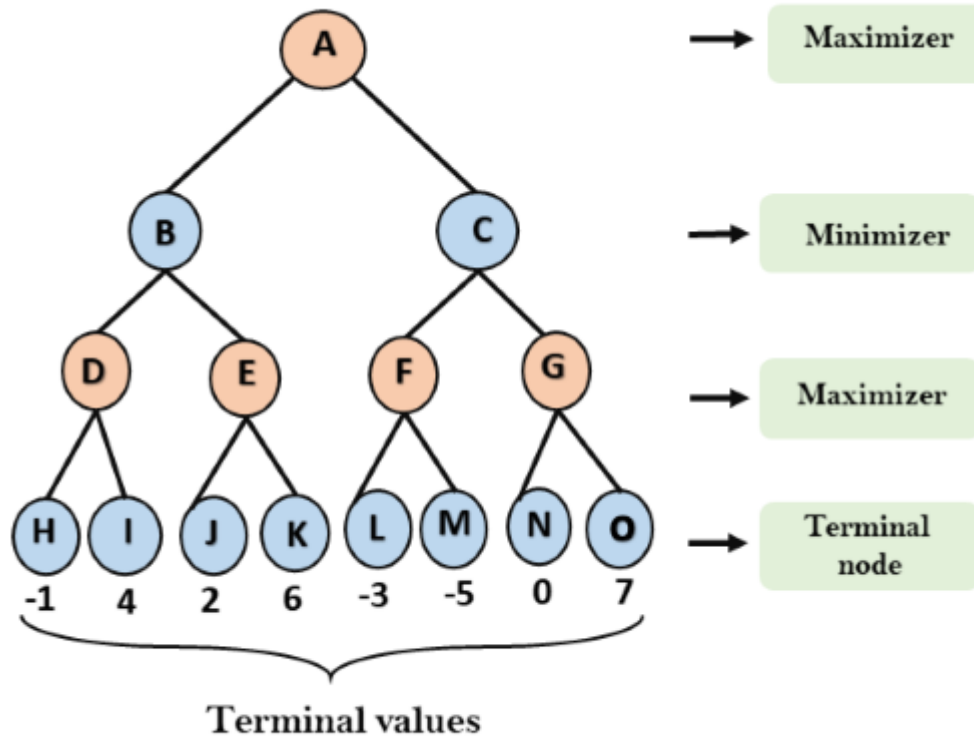 A
Maximizer
B
C
Minimizer
D
E
F
G
Maximizer
H
I
J
K
L
M
N
O
Terminal
node
-1
4
2
6
-3
-5
0
7
Terminal values